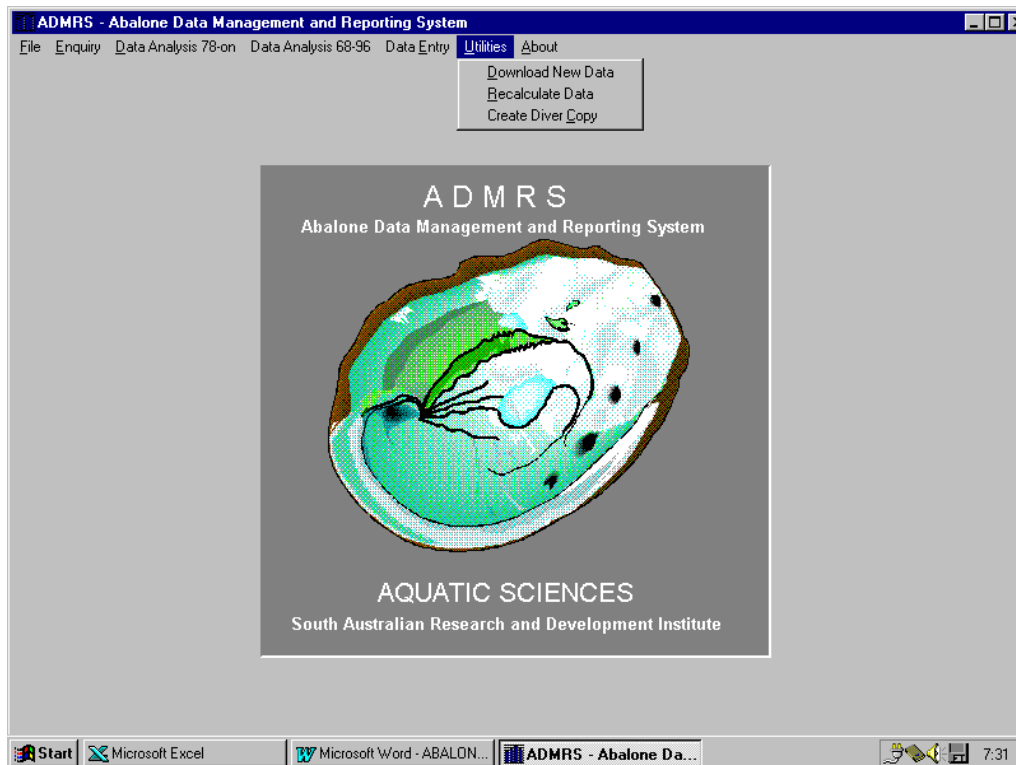 ADMRS - Abalone Data Management and Reporting System
File Enquiry Data Analysis 78-on Data Analysis 68-96 Data Entry Utilities About
Download New Data
Recalculate Data
Create Diver Copy
A D M R S
Abalone Data Management and Reporting System
AQUATIC SCIENCES
South Australian Research and Development Institute
Start Microsoft Excel Microsoft Word - ABALON... ADMRS - Abalone Da... 7:31